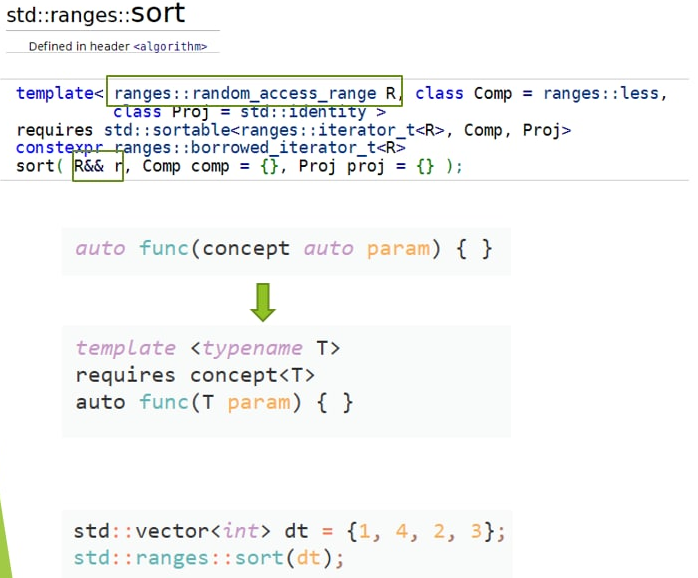 std::ranges::sort
Defined in header <algorithm>
template< ranges::random_access_range R, class Comp = ranges::less,
class Proj = std::identity >
requires std::sortable<ranges::iterator_t<R>, Comp, Proj>
constexpr ranges::borrowed_iterator_t<R>
sort( R&& r, Comp comp = {}, Proj proj = {} );
auto func(concept auto param) { }
template <typename T>
requires concept<T>
auto func(T param) { }
std::vector<int> dt = {1, 4, 2, 3};
std::ranges::sort(dt);